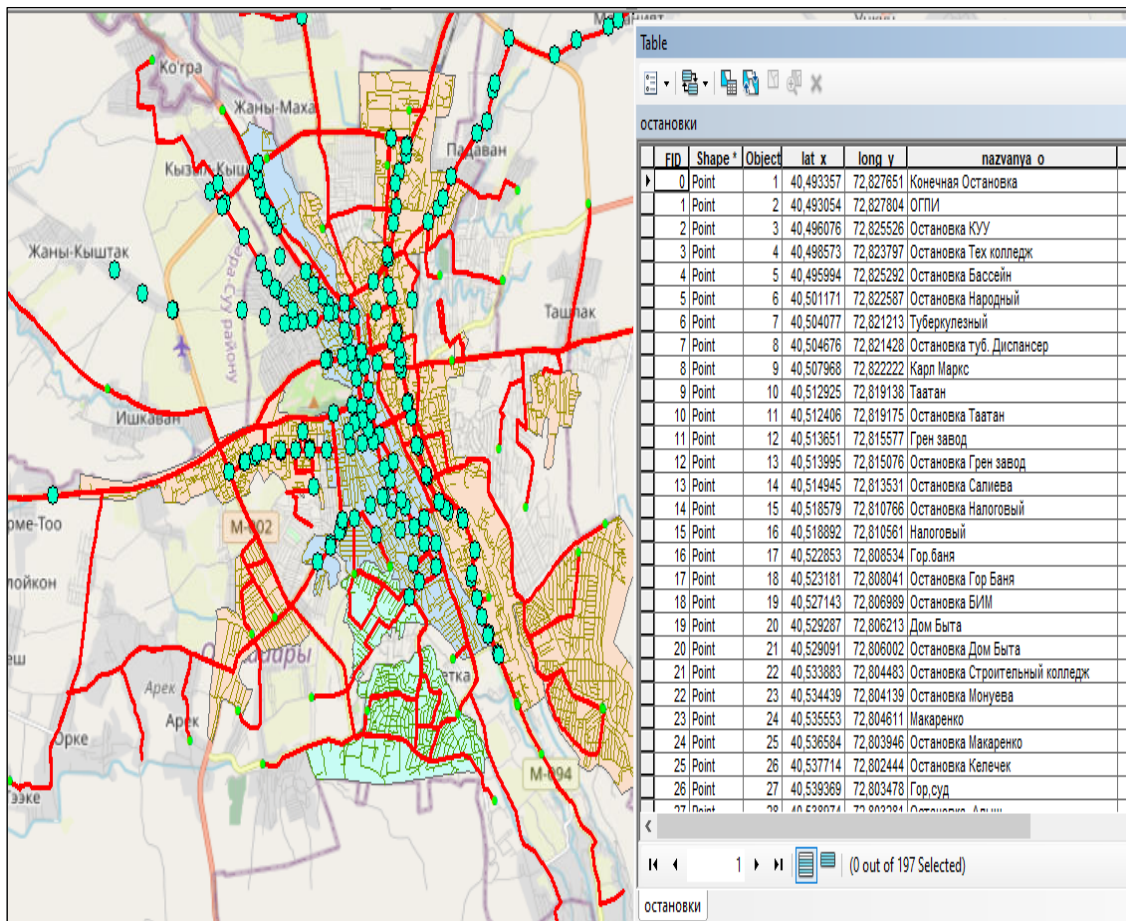 Ko'rpa
Жаны-Маха
Падаван
Жаны-Кыштак
Кара-Суу району
Ташлак
Ишкаван
M-002
Арек
Арек
Орке
M-094
Table
остановки
FID Shape * Object lat_x long_y nazvanya_o
0 Point 1 40,493357 72,827651 Конечная Остановка
1 Point 2 40,493054 72,827804 ОГПИ
2 Point 3 40,496076 72,825526 Остановка КУУ
3 Point 4 40,498573 72,823797 Остановка Тех колледж
4 Point 5 40,495994 72,825292 Остановка Бассейн
5 Point 6 40,501171 72,822587 Остановка Народный
6 Point 7 40,504077 72,821213 Туберкулезный
7 Point 8 40,504676 72,821428 Остановка туб. Диспансер
8 Point 9 40,507968 72,822222 Карл Маркс
9 Point 10 40,512925 72,819138 Таатан
10 Point 11 40,512406 72,819175 Остановка Таатан
11 Point 12 40,513651 72,815577 Грен завод
12 Point 13 40,513995 72,815076 Остановка Грен завод
13 Point 14 40,514945 72,813531 Остановка Салиева
14 Point 15 40,518579 72,810766 Остановка Налоговый
15 Point 16 40,518892 72,810561 Налоговый
16 Point 17 40,522853 72,808534 Гор.баня
17 Point 18 40,523181 72,808041 Остановка Гор Баня
18 Point 19 40,527143 72,806989 Остановка БИМ
19 Point 20 40,529287 72,806213 Дом Быта
20 Point 21 40,529091 72,806002 Остановка Дом Быта
21 Point 22 40,533883 72,804483 Остановка Строительный колледж
22 Point 23 40,534439 72,804139 Остановка Монуева
23 Point 24 40,535553 72,804611 Макаренко
24 Point 25 40,536584 72,803946 Остановка Макаренко
25 Point 26 40,537714 72,802444 Остановка Келечек
26 Point 27 40,539369 72,803478 Гор,суд
1
(0 out of 197 Selected)
остановки